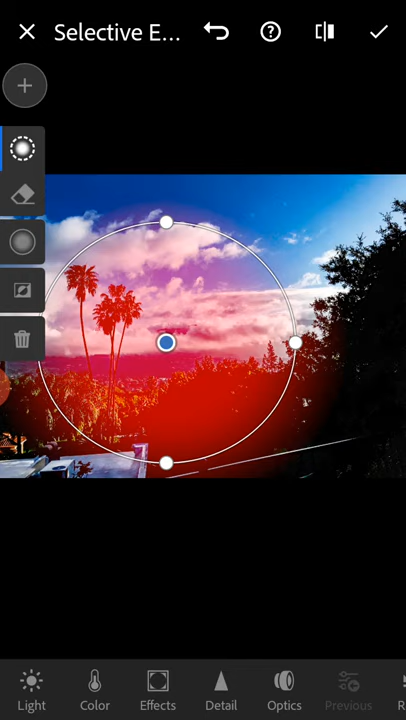 Selective E...
Light
Color
Effects
Detail
Optics
Previous
R